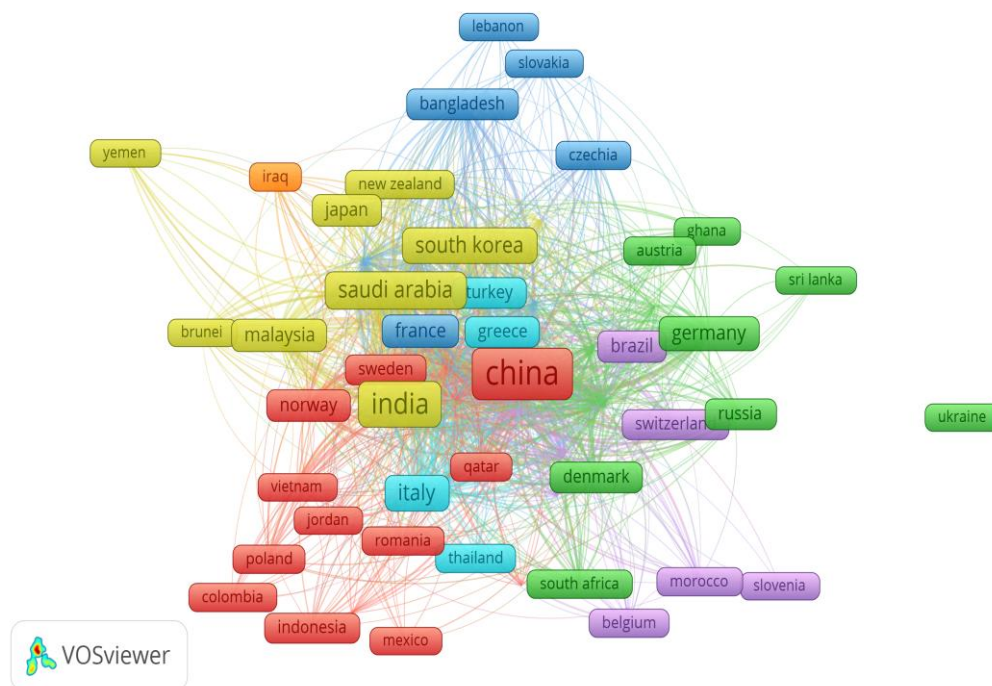 lebanon
slovakia
bangladesh
czechia
yemen
iraq
new zealand
japan
ghana
south korea
austria
sri lanka
saudi arabia
turkey
brunei
malaysia
france
greece
brazil
germany
sweden
china
norway
india
switzerland
russia
ukraine
qatar
denmark
vietnam
italy
jordan
romania
poland
thailand
south africa
morocco
slovenia
colombia
indonesia
mexico
belgium
VOSviewer